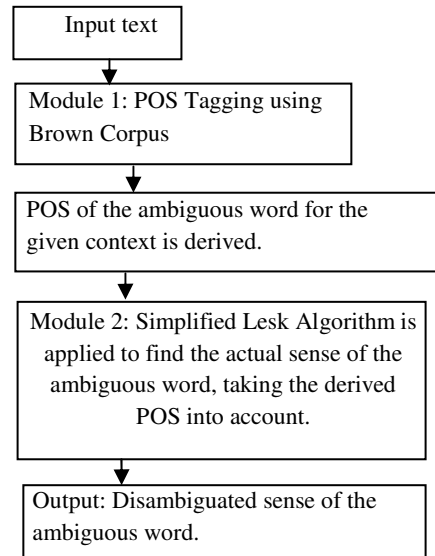 Input text
Module 1: POS Tagging using
Brown Corpus
POS of the ambiguous word for the
given context is derived.
Module 2: Simplified Lesk Algorithm is
applied to find the actual sense of the
ambiguous word, taking the derived
POS into account.
Output: Disambiguated sense of the
ambiguous word.